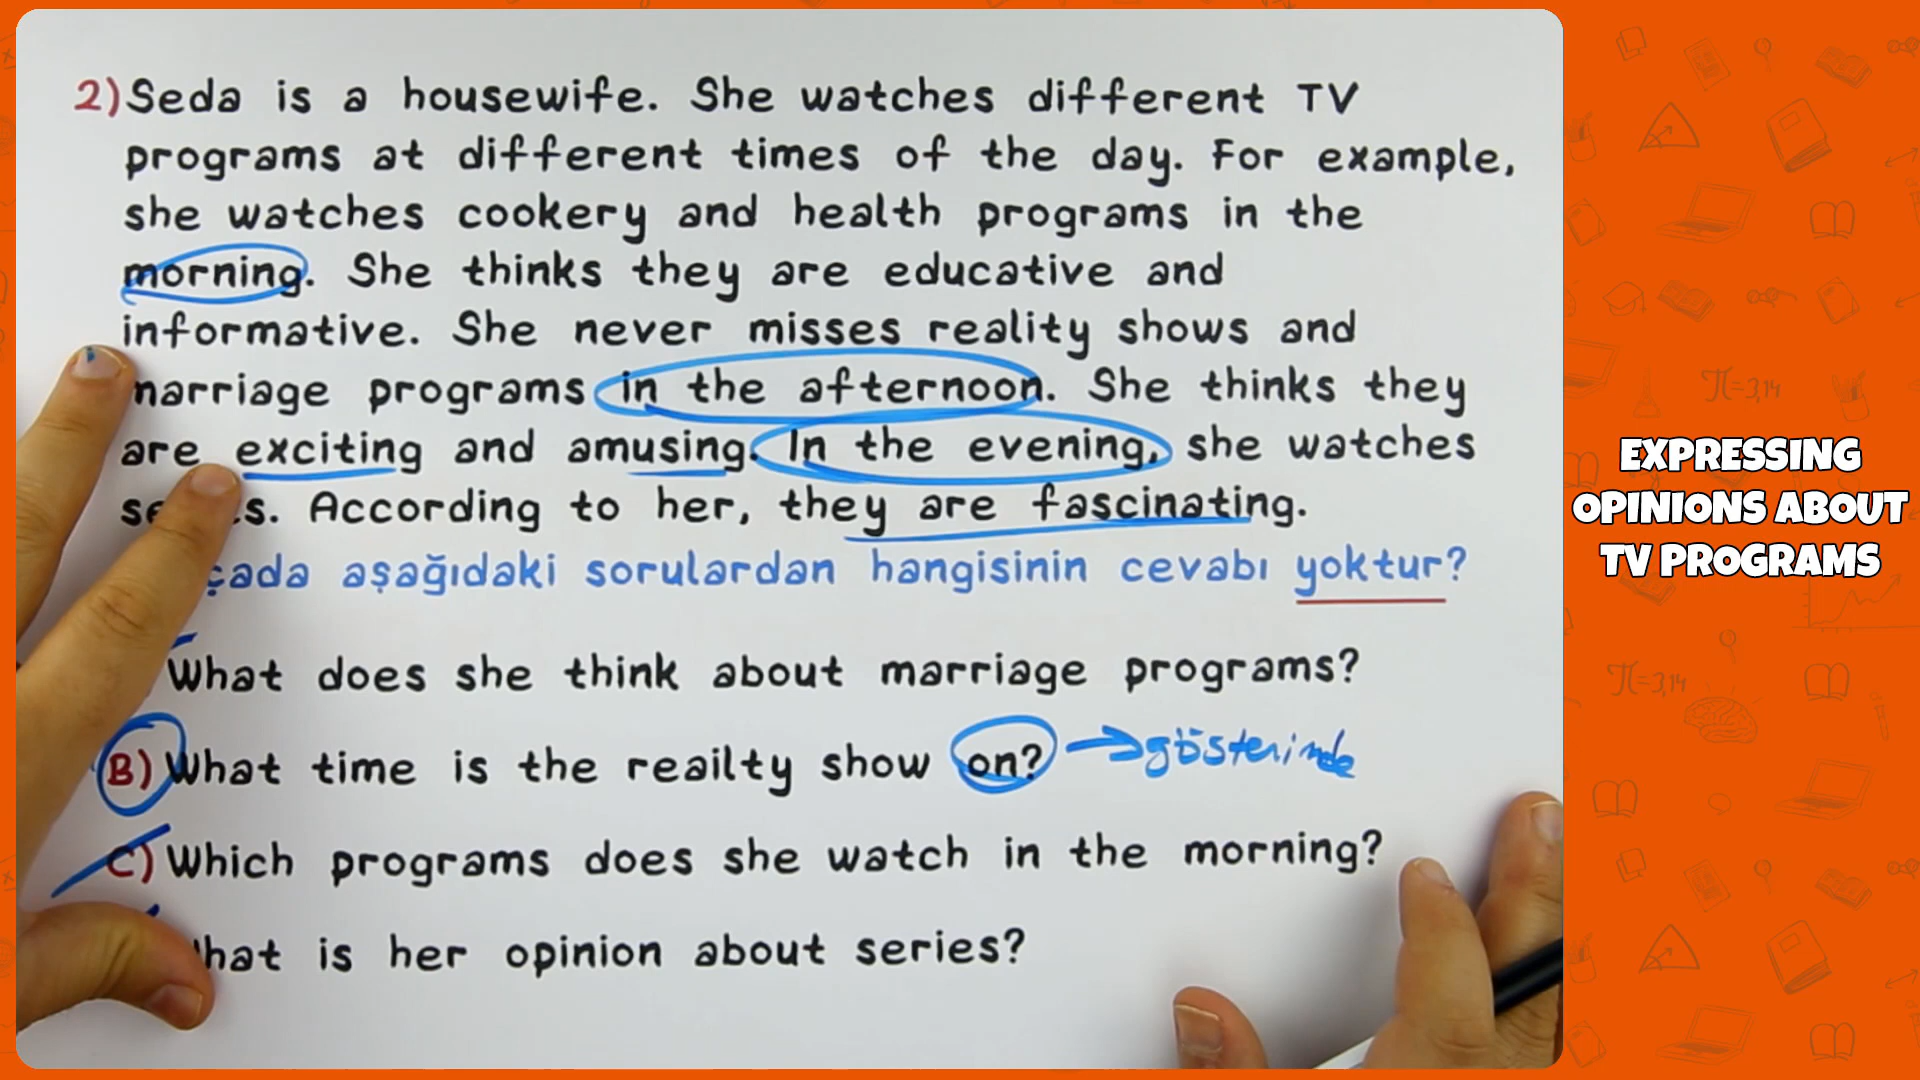 2) Seda is a housewife. She watches different TV
programs at different times of the day. For example,
she watches cookery and health programs in the
morning. She thinks they are educative and
informative. She never misses reality shows and
marriage programs in the afternoon. She thinks they
are exciting and amusing. In the evening, she watches
According to her, they are fascinating.
aşağıdaki sorulardan hangisinin cevabı yoktur?
What does she think about marriage programs?
B) What time is the reailty show on? → gösterimde
C) Which programs does she watch in the morning?
is her opinion about series?
EXPRESSING
OPINIONS ABOUT
TV PROGRAMS